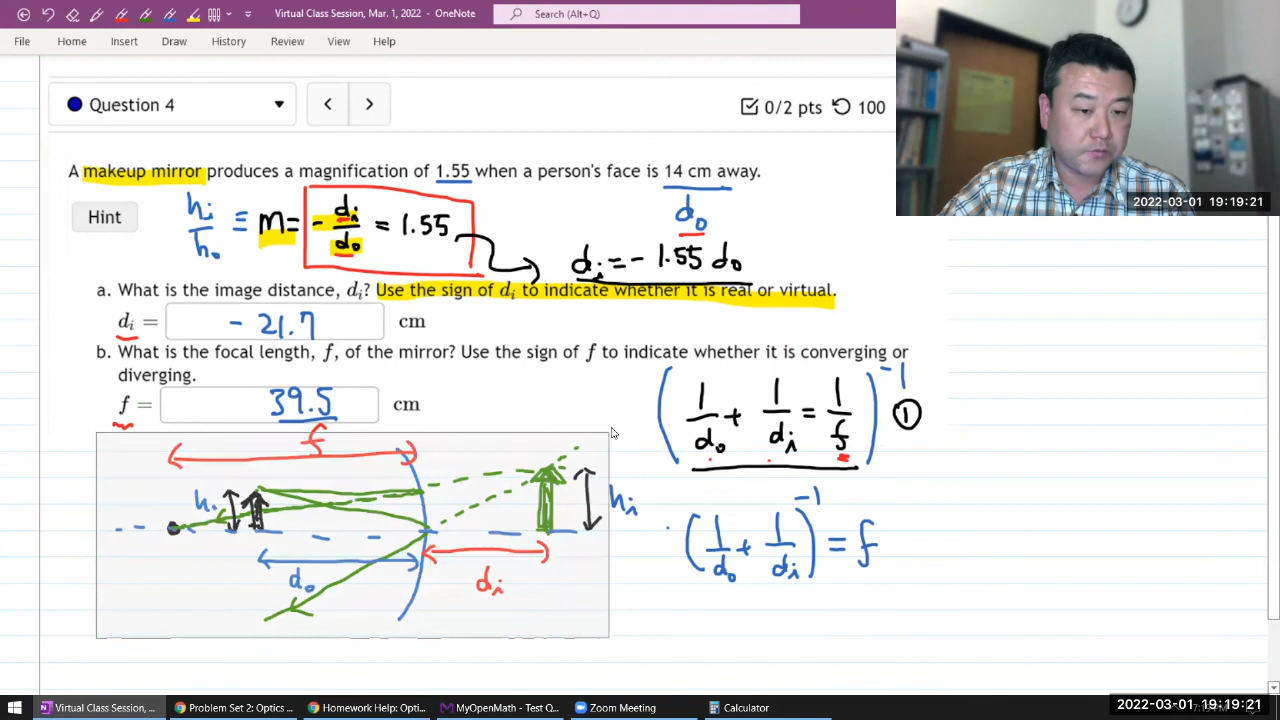 Virtual Class Session, Mar. 1, 2022 - OneNote
Search (Alt+Q)
File Home Insert Draw History Review View Help
Question 4
0/2 pts 100
A makeup mirror produces a magnification of 1.55 when a person's face is 14 cm away.
Hint
hi/ho ≡ m = - di/do = 1.55
do
di = - 1.55 do
a. What is the image distance, di? Use the sign of di to indicate whether it is real or virtual.
di = - 21.7 cm
b. What is the focal length, f, of the mirror? Use the sign of f to indicate whether it is converging or
diverging.
f = 39.5 cm
(1/do + 1/di = 1/f)^-1 ①
f
h
hi
do
di
(1/do + 1/di)^-1 = f
Virtual Class Session, Problem Set 2: Optics Homework Help: Opti... MyOpenMath - Test Q... Zoom Meeting Calculator
2022-03-01 19:19:21
2022-03-01 19:19:21